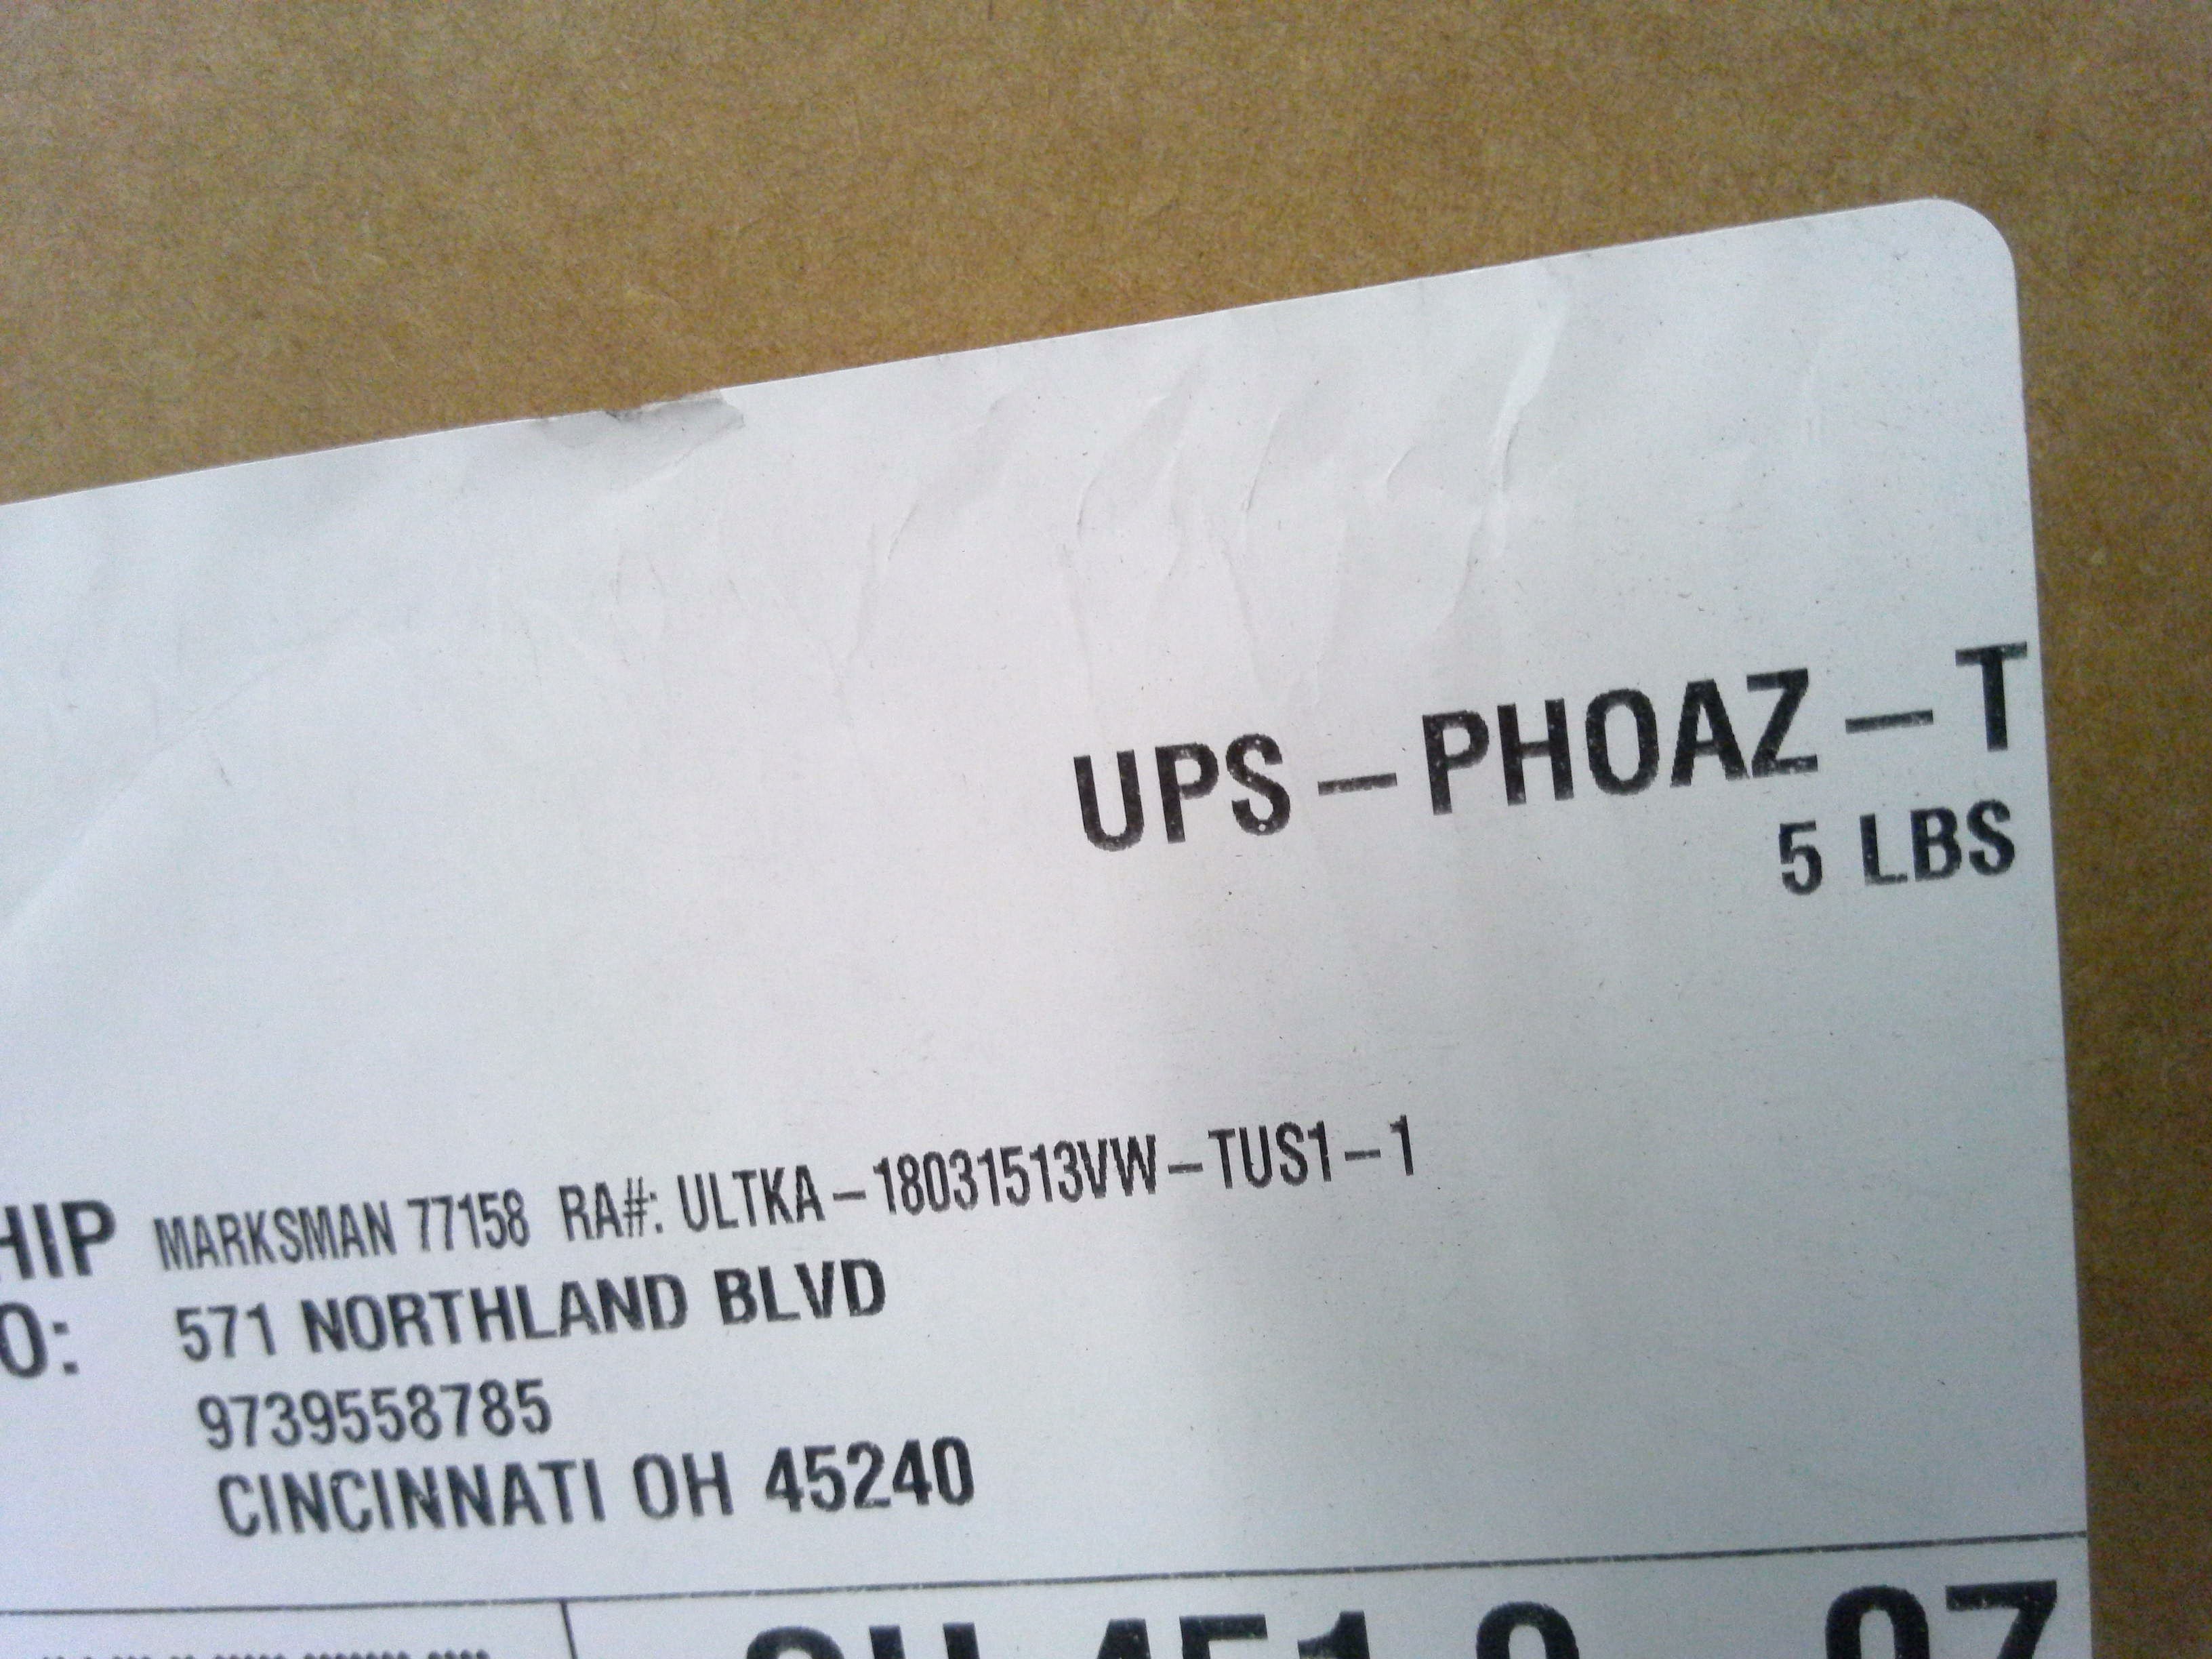 UPS – PHOAZ – T
5 LBS
HIP MARKSMAN 77158 RA#: ULTKA – 18031513VW – TUS1 – 1
O: 571 NORTHLAND BLVD
9739558785
CINCINNATI OH 45240